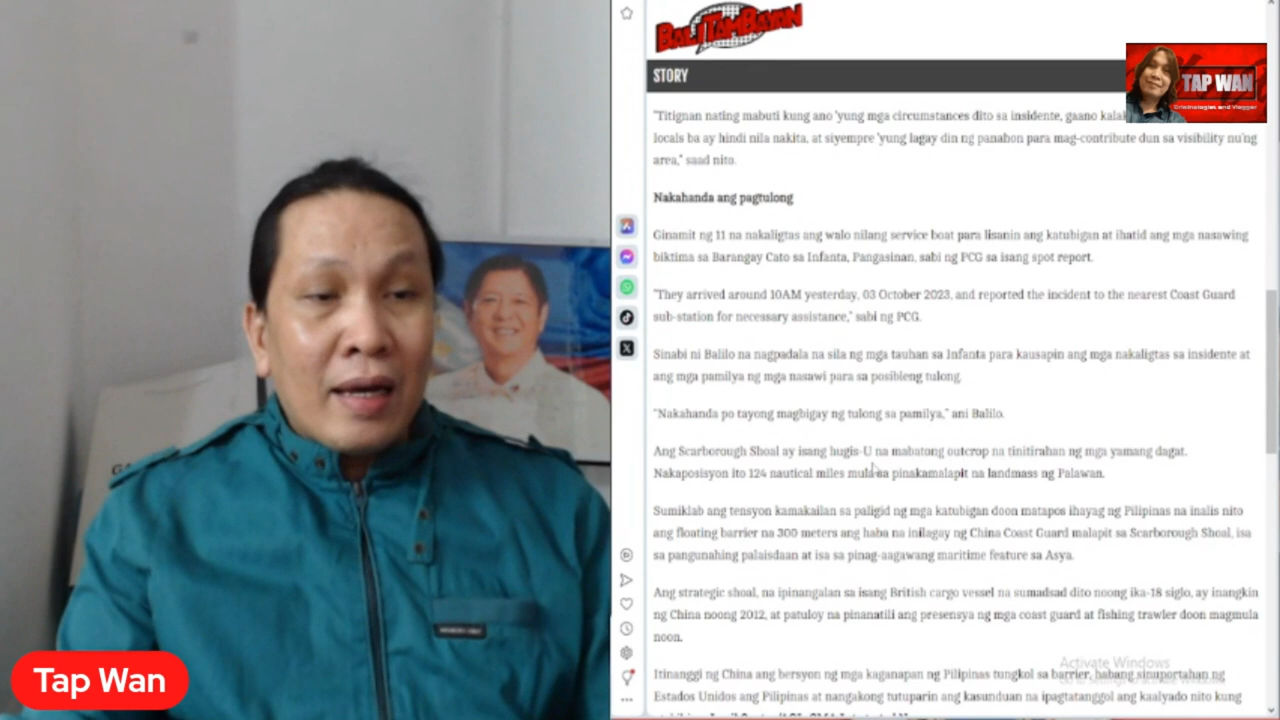 BALITAMBAYAN
STORY
TAP WAN
Criminologist and Vlogger
"Titignan nating mabuti kung ano 'yung mga circumstances dito sa insidente, gaano
locals ba ay hindi nila nakita, at siyempre 'yung lagay din ng panahon para mag-contribute dun sa visibility nu'ng
area," saad nito.
Nakahanda ang pagtulong
Ginamit ng 11 na nakaligtas ang walo nilang service boat para lisanin ang katubigan at ihatid ang mga nasawing
biktima sa Barangay Cato sa Infanta, Pangasinan, sabi ng PCG sa isang spot report.
"They arrived around 10AM yesterday, 03 October 2023, and reported the incident to the nearest Coast Guard
sub-station for necessary assistance," sabi ng PCG.
Sinabi ni Balilo na nagpadala na sila ng mga tauhan sa Infanta para kausapin ang mga nakaligtas sa insidente at
ang mga pamilya ng mga nasawi para sa posibleng tulong.
"Nakahanda po tayong magbigay ng tulong sa pamilya," ani Balilo.
Ang Scarborough Shoal ay isang hugis-U na mabatong outcrop na tinitirahan ng mga yamang dagat.
Nakaposisyon ito 124 nautical miles mula sa pinakamalapit na landmass ng Palawan.
Sumiklab ang tensyon kamakailan sa paligid ng mga katubigan doon matapos ihayag ng Pilipinas na inalis nito
ang floating barrier na 300 meters ang haba na inilagay ng China Coast Guard malapit sa Scarborough Shoal, isa
sa pangunahing palaisdaan at isa sa pinag-aagawang maritime feature sa Asya.
Ang strategic shoal, na ipinangalan sa isang British cargo vessel na sumadsad dito noong ika-18 siglo, ay inangkin
ng China noong 2012, at patuloy na pinanatili ang presensya ng mga coast guard at fishing trawler doon magmula
noon.
Itinanggi ng China ang bersyon ng mga kaganapan ng Pilipinas tungkol sa barrier, habang sinuportahan ng
Estados Unidos ang Pilipinas at nangakong tutuparin ang kasunduan na ipagtatanggol ang kaalyado nito kung
Activate Windows
Tap Wan